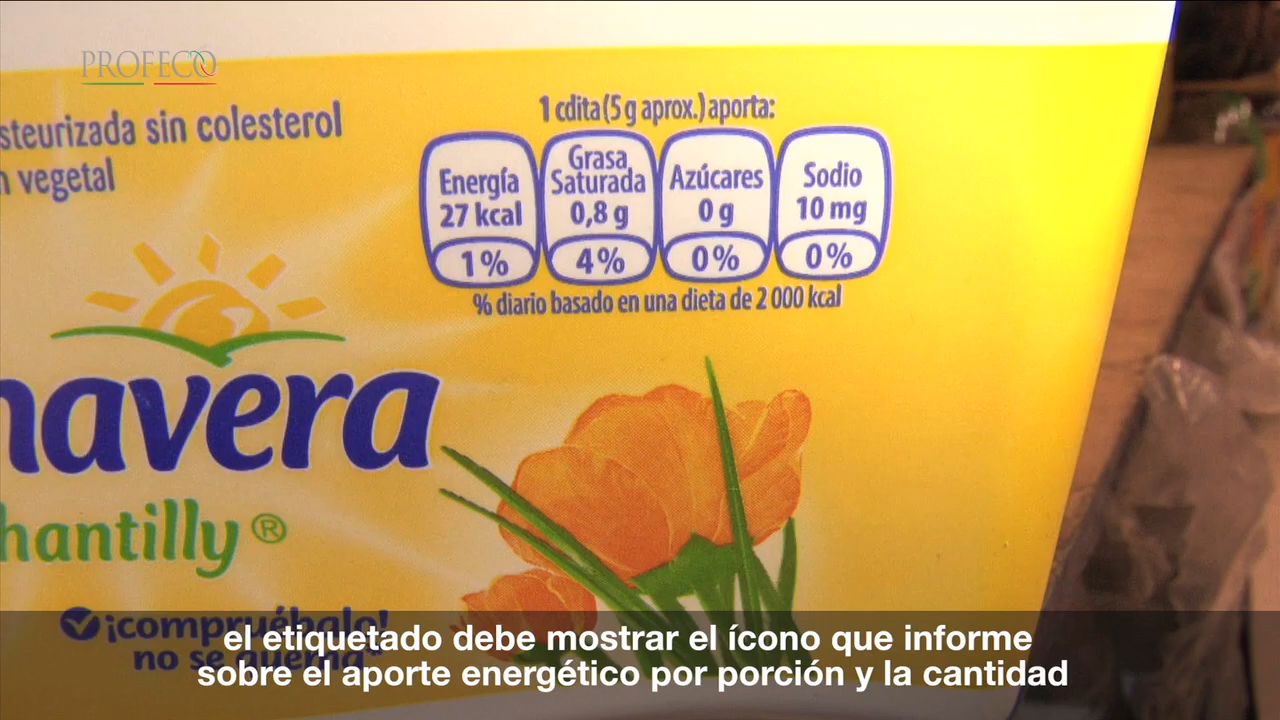 PROFECO
steurizada sin colesterol
n vegetal
1 cdita (5 g aprox.) aporta:
Energía
27 kcal
1%
Grasa
Saturada
0,8 g
4%
Azúcares
0 g
0%
Sodio
10 mg
0%
% diario basado en una dieta de 2 000 kcal
navera
hantilly ®
¡compruébalo!
no se quema*
el etiquetado debe mostrar el ícono que informe
sobre el aporte energético por porción y la cantidad